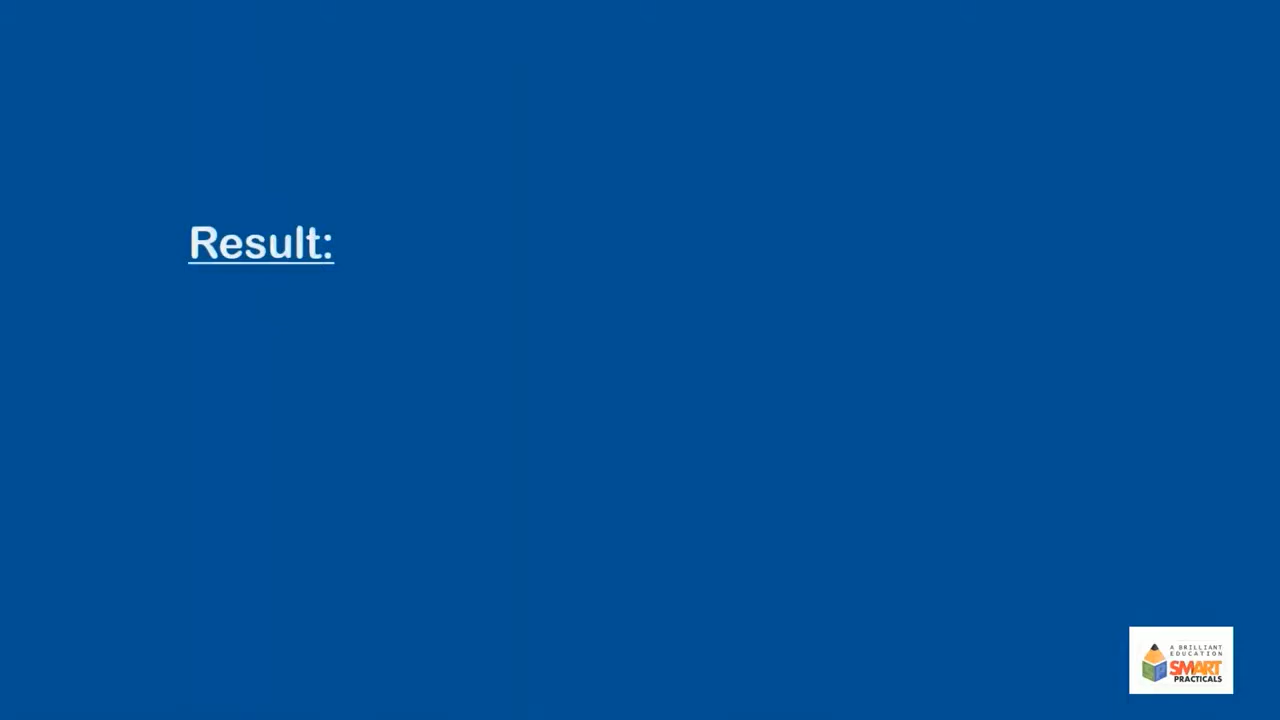 Result:
A BRILLIANT
EDUCATION
SMART
PRACTICALS